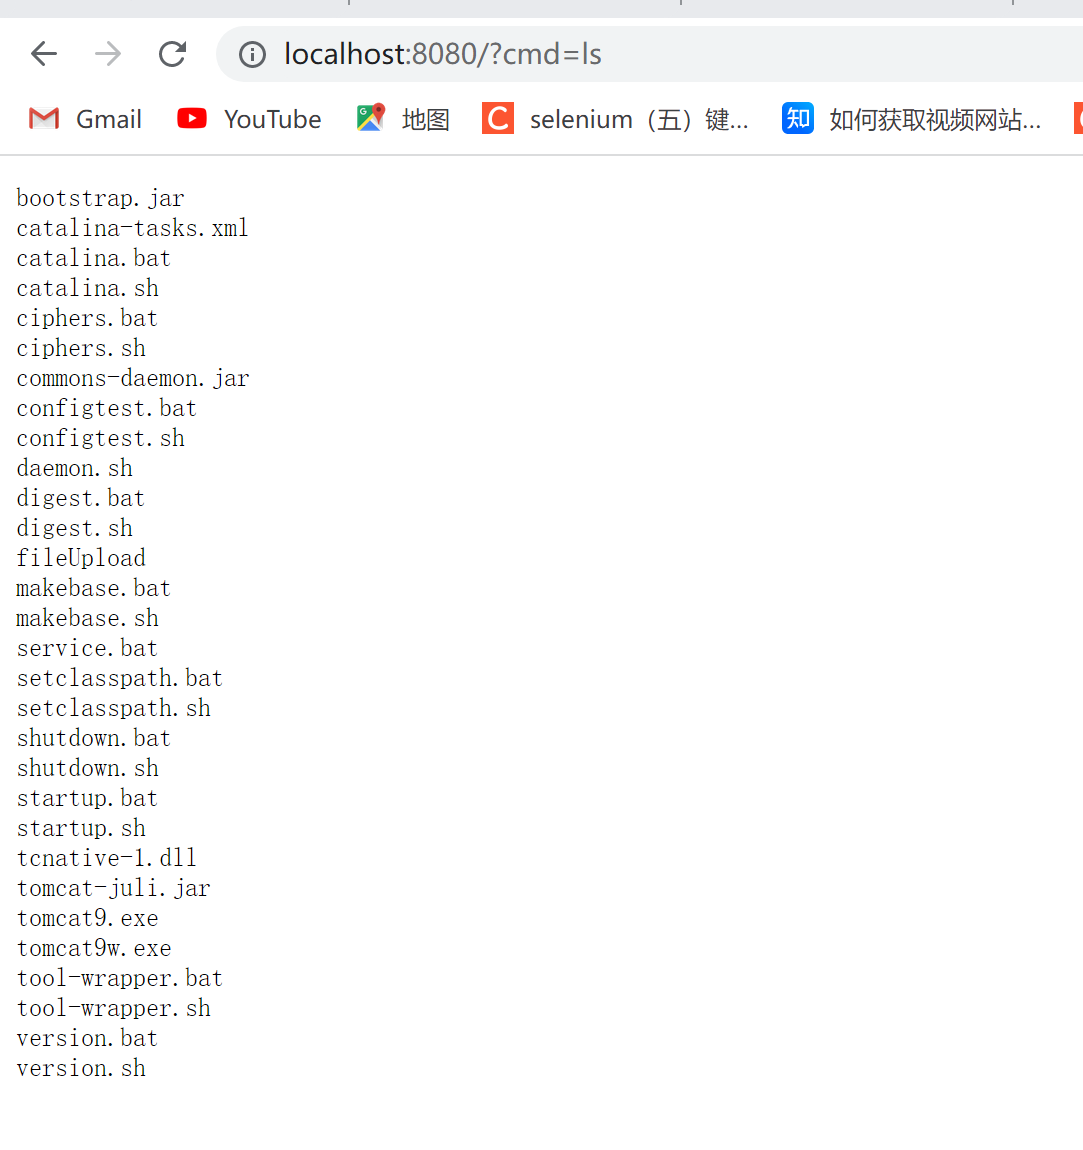 localhost:8080/?cmd=ls
Gmail YouTube 地图 selenium（五）键... 知 如何获取视频网站...
bootstrap.jar
catalina-tasks.xml
catalina.bat
catalina.sh
ciphers.bat
ciphers.sh
commons-daemon.jar
configtest.bat
configtest.sh
daemon.sh
digest.bat
digest.sh
fileUpload
makebase.bat
makebase.sh
service.bat
setclasspath.bat
setclasspath.sh
shutdown.bat
shutdown.sh
startup.bat
startup.sh
tcnative-1.dll
tomcat-juli.jar
tomcat9.exe
tomcat9w.exe
tool-wrapper.bat
tool-wrapper.sh
version.bat
version.sh